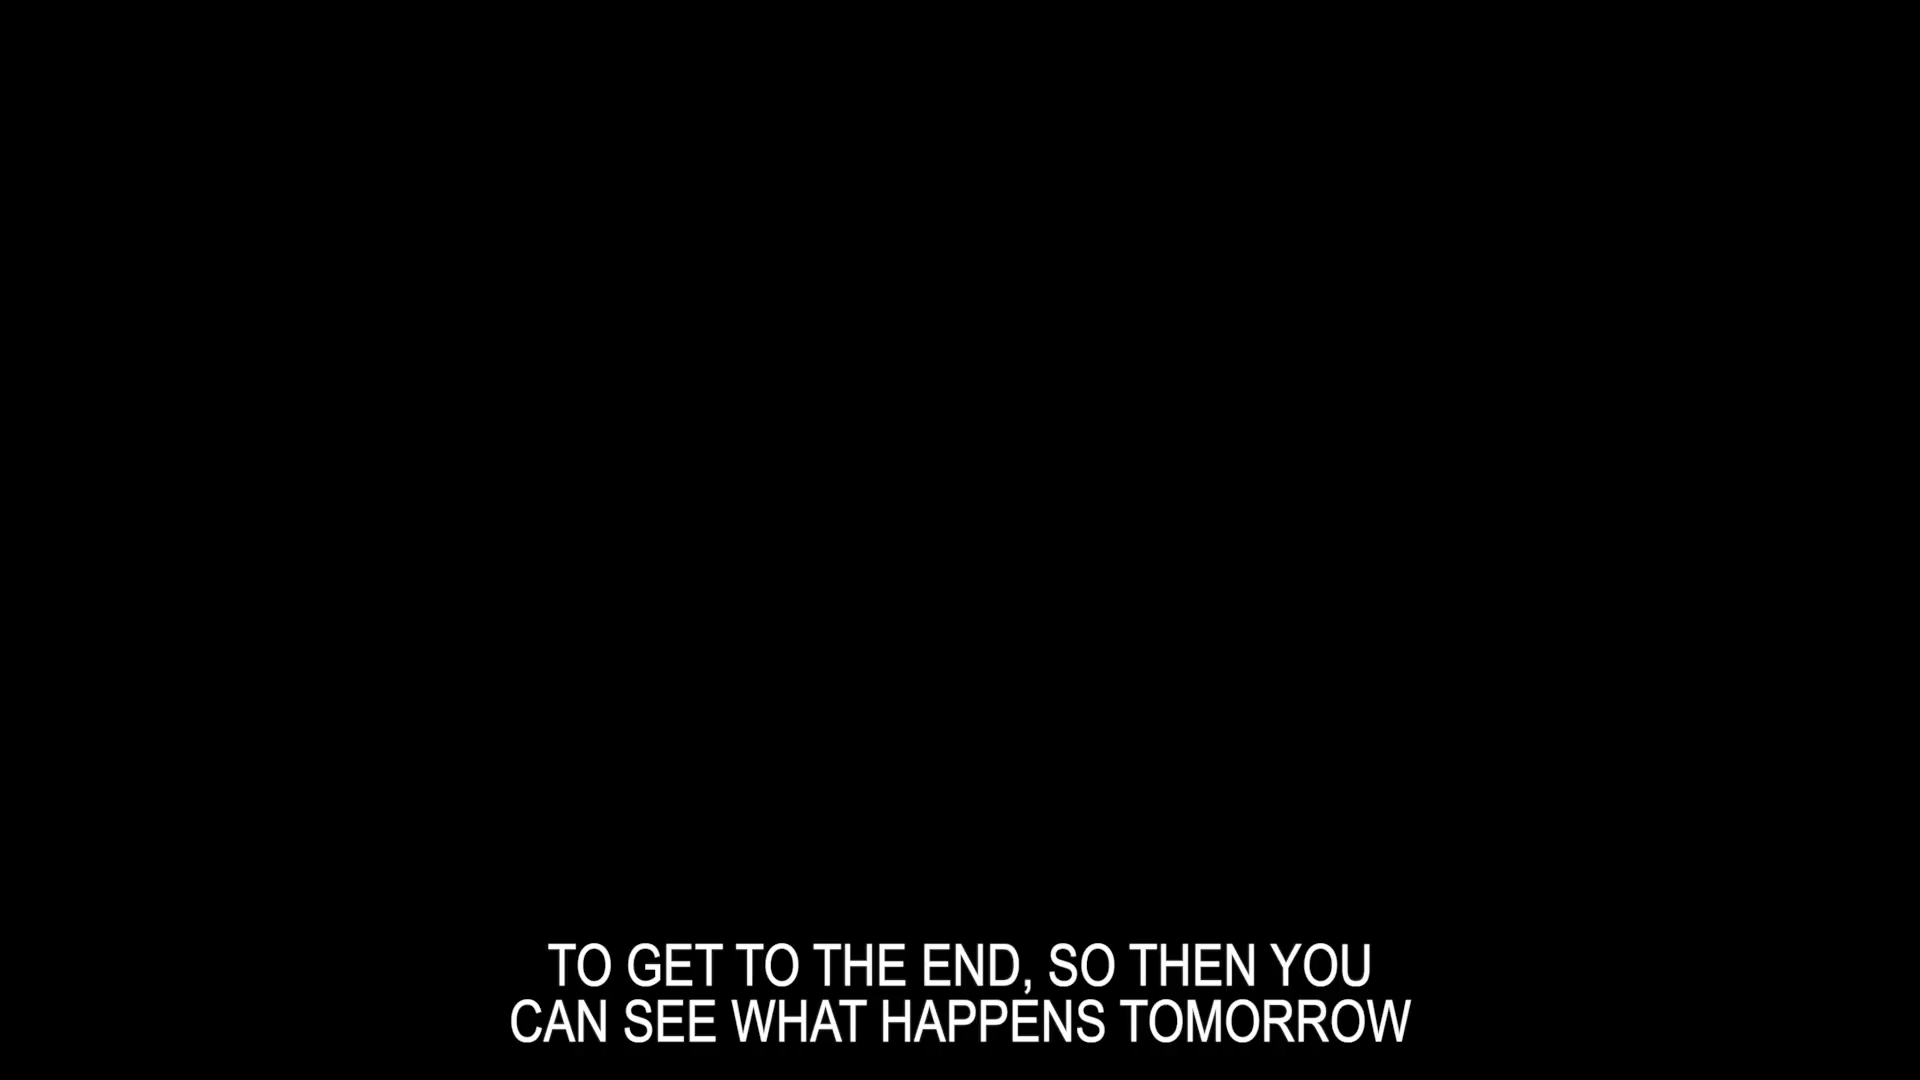 TO GET TO THE END, SO THEN YOU
CAN SEE WHAT HAPPENS TOMORROW